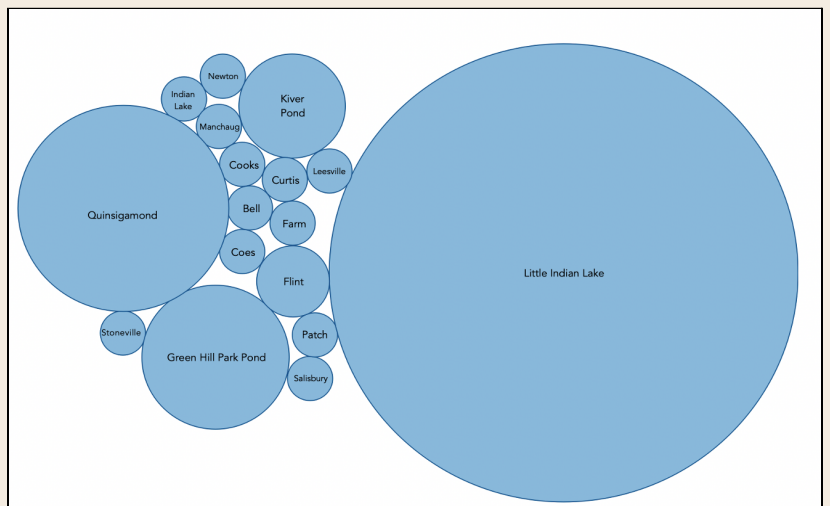 Newton
Indian
Lake
Kiver
Pond
Manchaug
Cooks
Curtis
Leesville
Quinsigamond
Bell
Farm
Coes
Flint
Little Indian Lake
Stoneville
Patch
Green Hill Park Pond
Salisbury